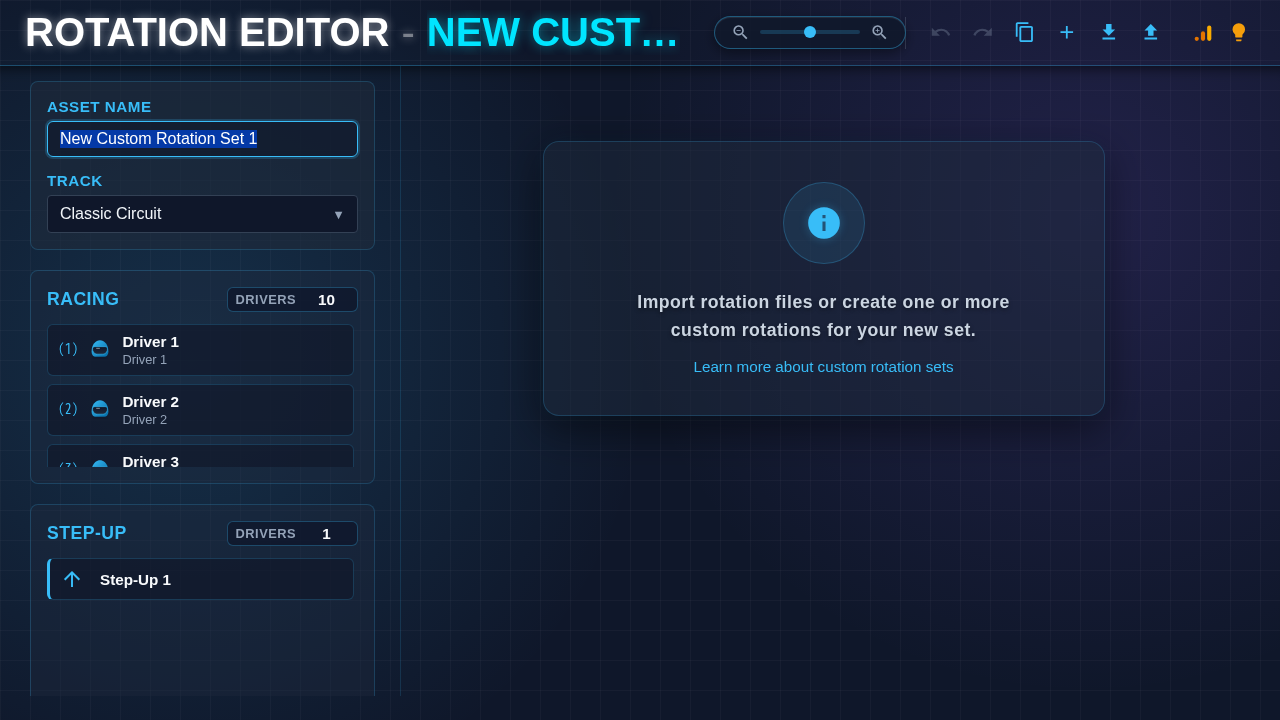 ROTATION EDITOR - NEW CUST...
ASSET NAME
New Custom Rotation Set 1
TRACK
Classic Circuit
RACING
DRIVERS 10
(1)
Driver 1
Driver 1
(2)
Driver 2
Driver 2
(3)
Driver 3
STEP-UP
DRIVERS 1
Step-Up 1
Import rotation files or create one or more
custom rotations for your new set.
Learn more about custom rotation sets